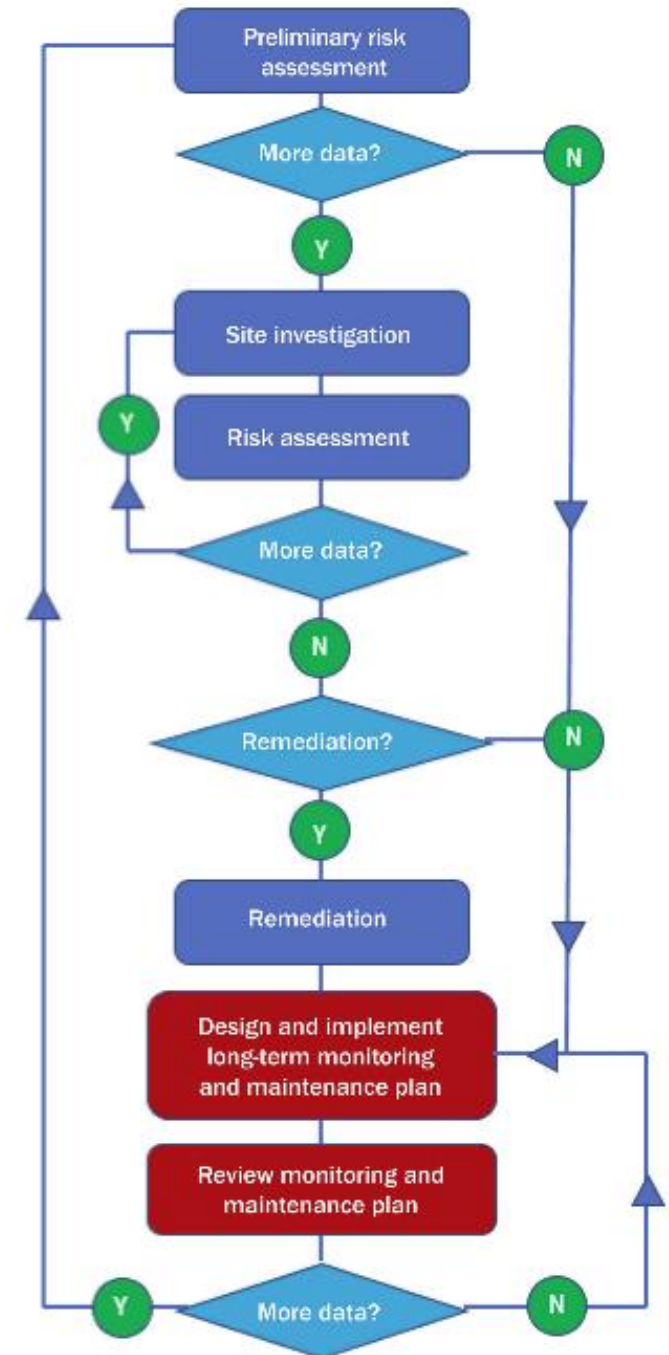 Preliminary risk
assessment
More data?
N
Y
Site investigation
Y
Risk assessment
More data?
N
Remediation?
N
Y
Remediation
Design and implement
long-term monitoring
and maintenance plan
Review monitoring and
maintenance plan
Y
More data?
N